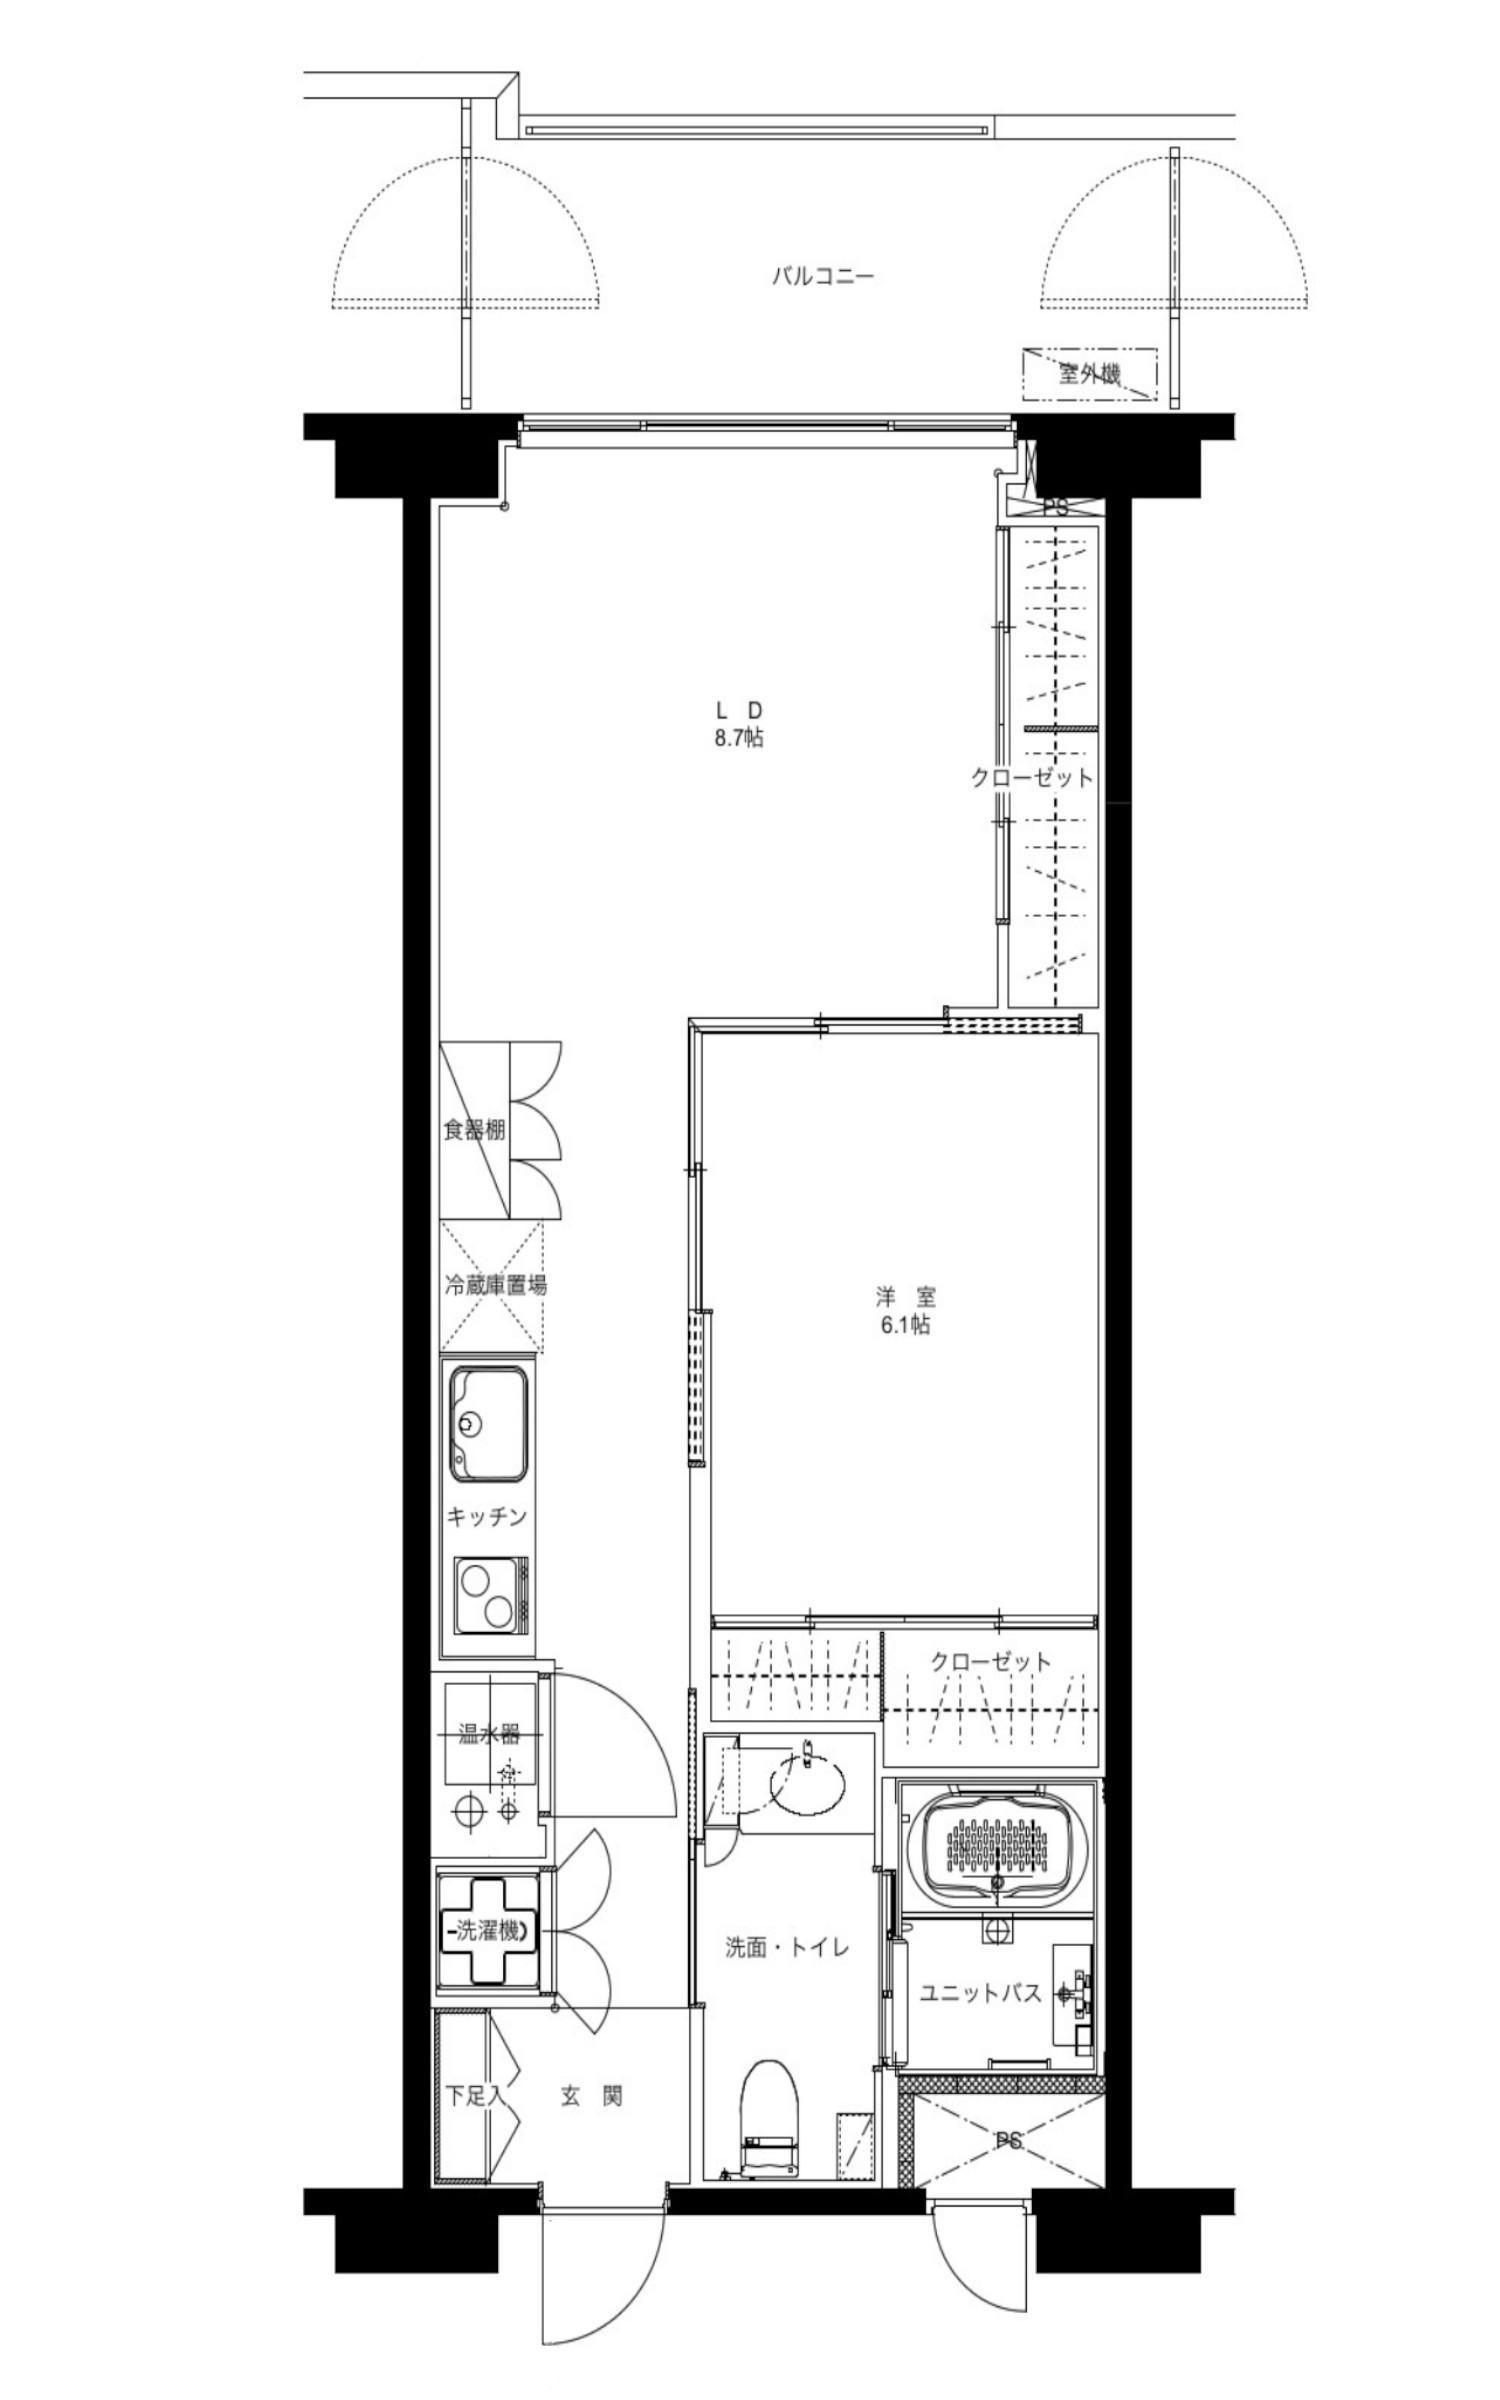 バルコニー
室外機
PS
L D
8.7帖
クローゼット
食器棚
冷蔵庫置場
洋 室
6.1帖
キッチン
クローゼット
温水器
洗濯機
洗面・トイレ
ユニットバス
下足入
玄 関
PS